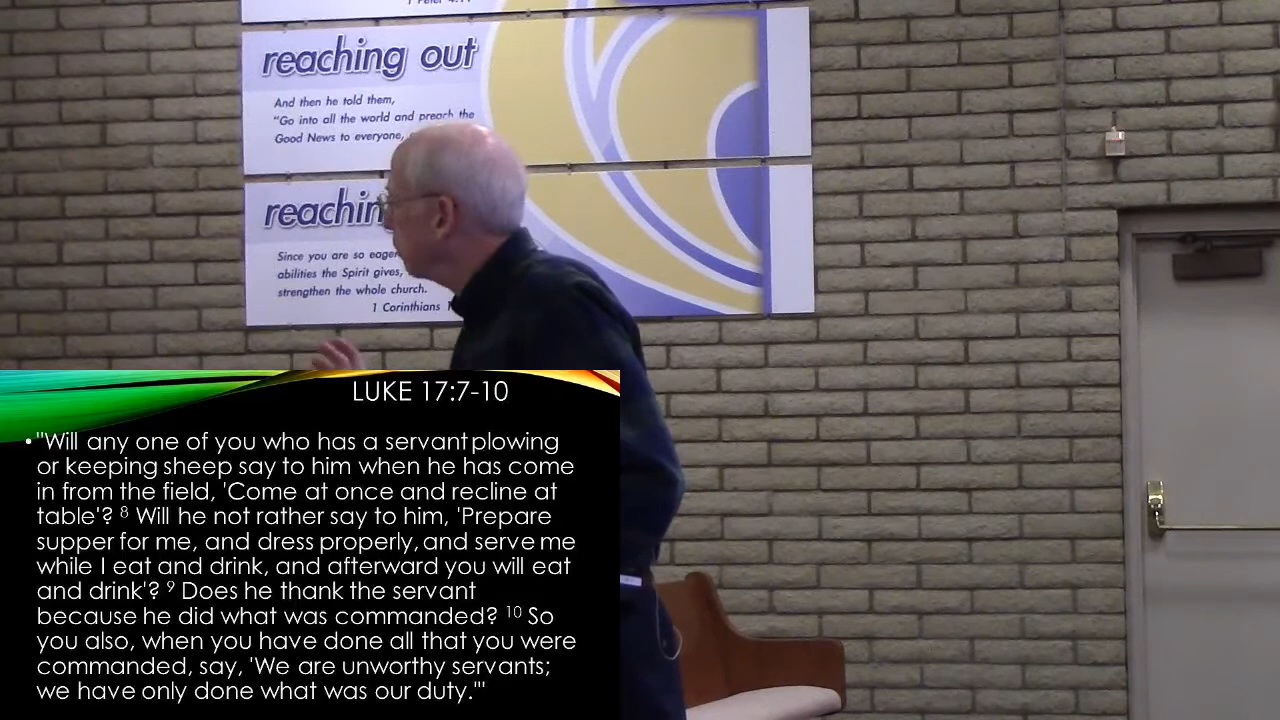 1 Peter 4:11
reaching out
And then he told them,
"Go into all the world and preach the
Good News to everyone,
Since you are so eager
abilities the Spirit gives,
strengthen the whole church.
1 Corinthians
LUKE 17:7-10
•"Will any one of you who has a servant plowing
or keeping sheep say to him when he has come
in from the field, 'Come at once and recline at
table'? 8 Will he not rather say to him, 'Prepare
supper for me, and dress properly, and serve me
while I eat and drink, and afterward you will eat
and drink'? 9 Does he thank the servant
because he did what was commanded? 10 So
you also, when you have done all that you were
commanded, say, 'We are unworthy servants;
we have only done what was our duty.'"